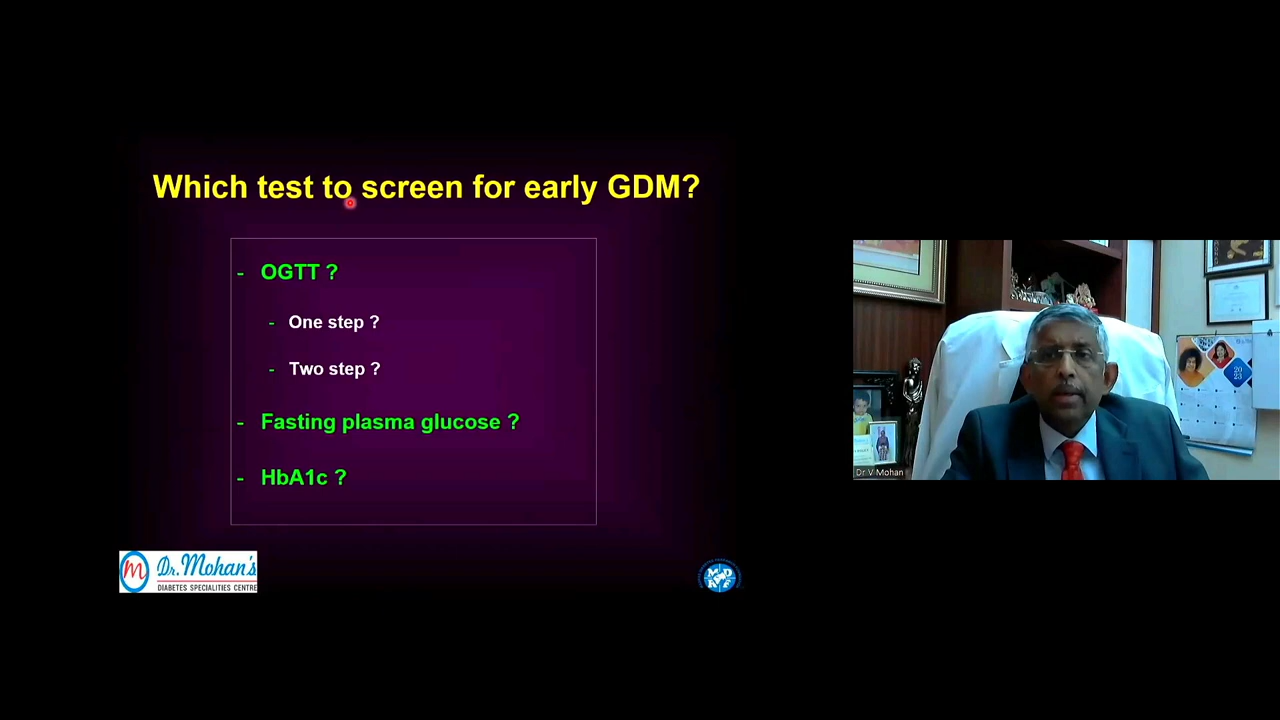 Which test to screen for early GDM?
- OGTT ?
- One step ?
- Two step ?
- Fasting plasma glucose ?
- HbA1c ?
m Dr.Mohan's
DIABETES SPECIALITIES CENTRE
Dr V Mohan
2023